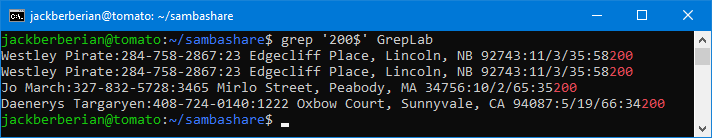 jackberberian@tomato: ~/sambashare
jackberberian@tomato:~/sambashare$ grep '200$' GrepLab
Westley Pirate:284-758-2867:23 Edgecliff Place, Lincoln, NB 92743:11/3/35:58200
Westley Pirate:284-758-2867:23 Edgecliff Place, Lincoln, NB 92743:11/3/35:58200
Jo March:327-832-5728:3465 Mirlo Street, Peabody, MA 34756:10/2/65:35200
Daenerys Targaryen:408-724-0140:1222 Oxbow Court, Sunnyvale, CA 94087:5/19/66:34200
jackberberian@tomato:~/sambashare$